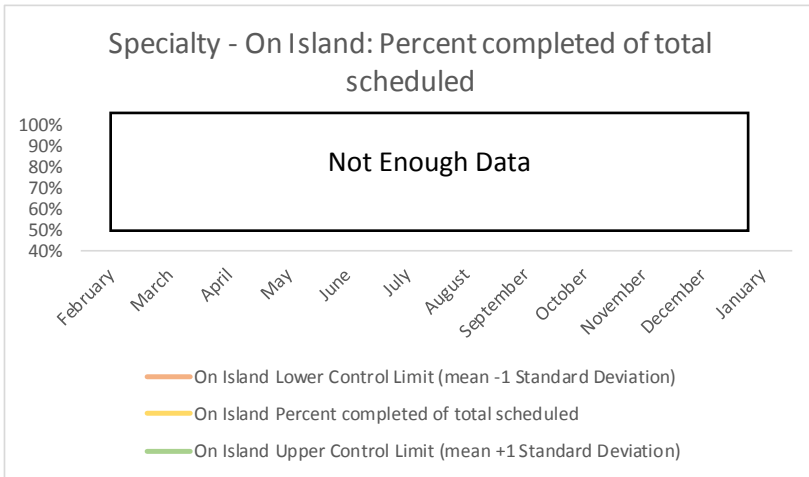 Specialty - On Island: Percent completed of total
scheduled
100%
90%
80%
70%
60%
50%
40%
Not Enough Data
February
March
April
May
June
July
August
September
October
November
December
January
On Island Lower Control Limit (mean -1 Standard Deviation)
On Island Percent completed of total scheduled
On Island Upper Control Limit (mean +1 Standard Deviation)